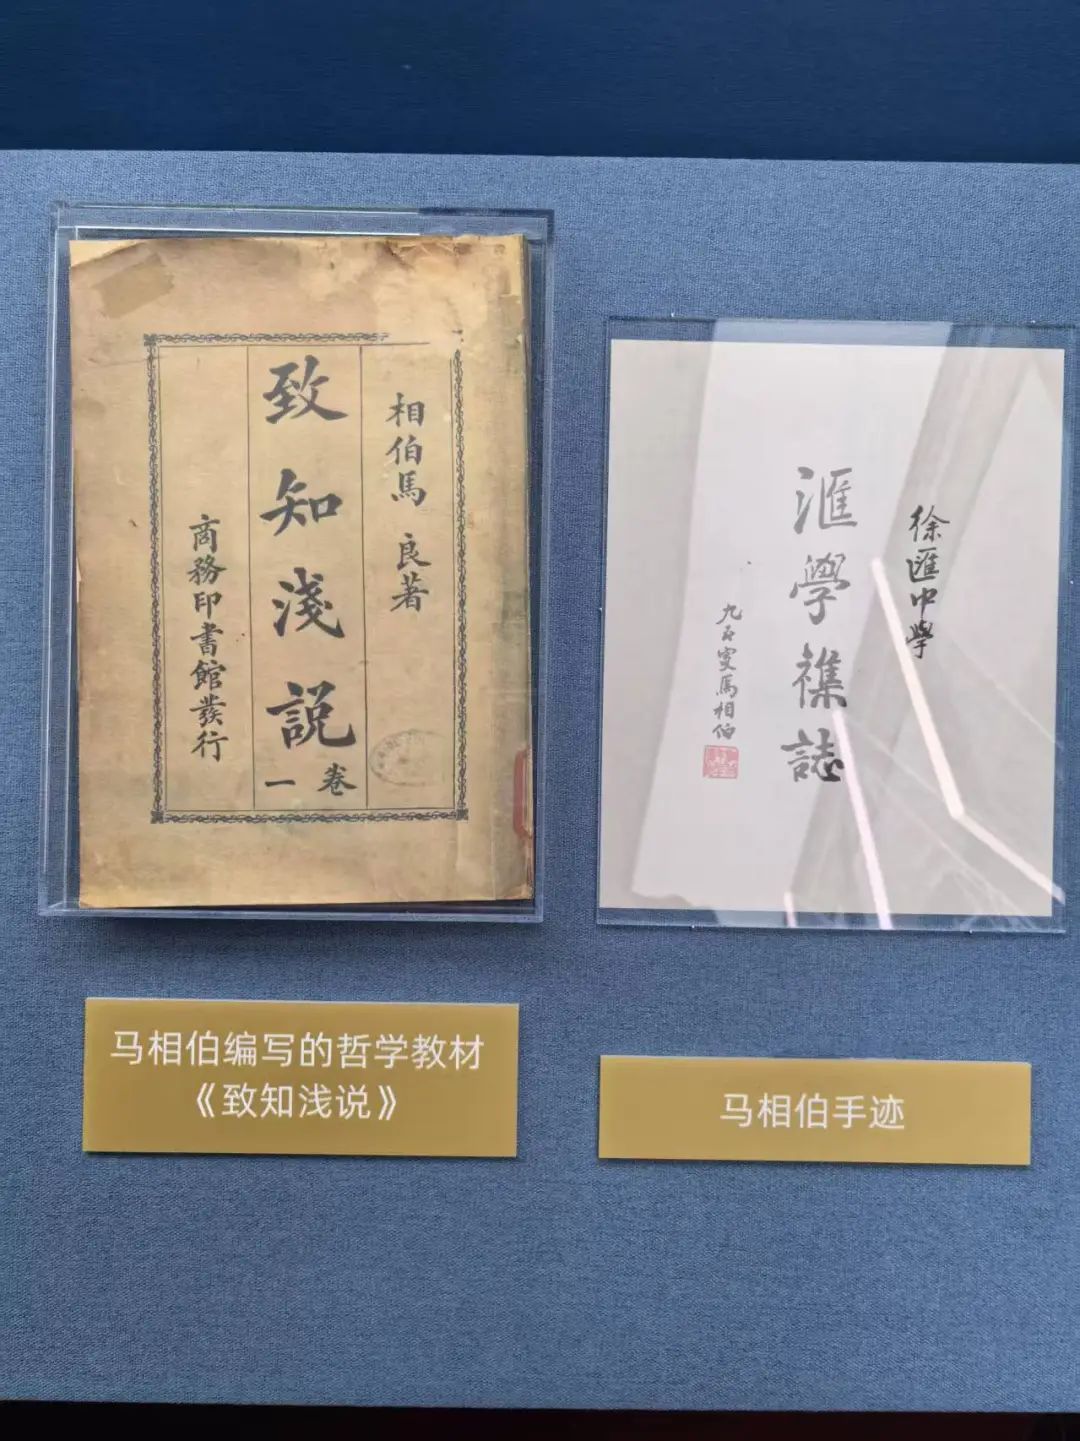 相伯馬良著
致知淺説
卷一
商務印書館發行
徐匯中學
滙學襍誌
九五叟馬相伯
马相伯编写的哲学教材
《致知浅说》
马相伯手迹